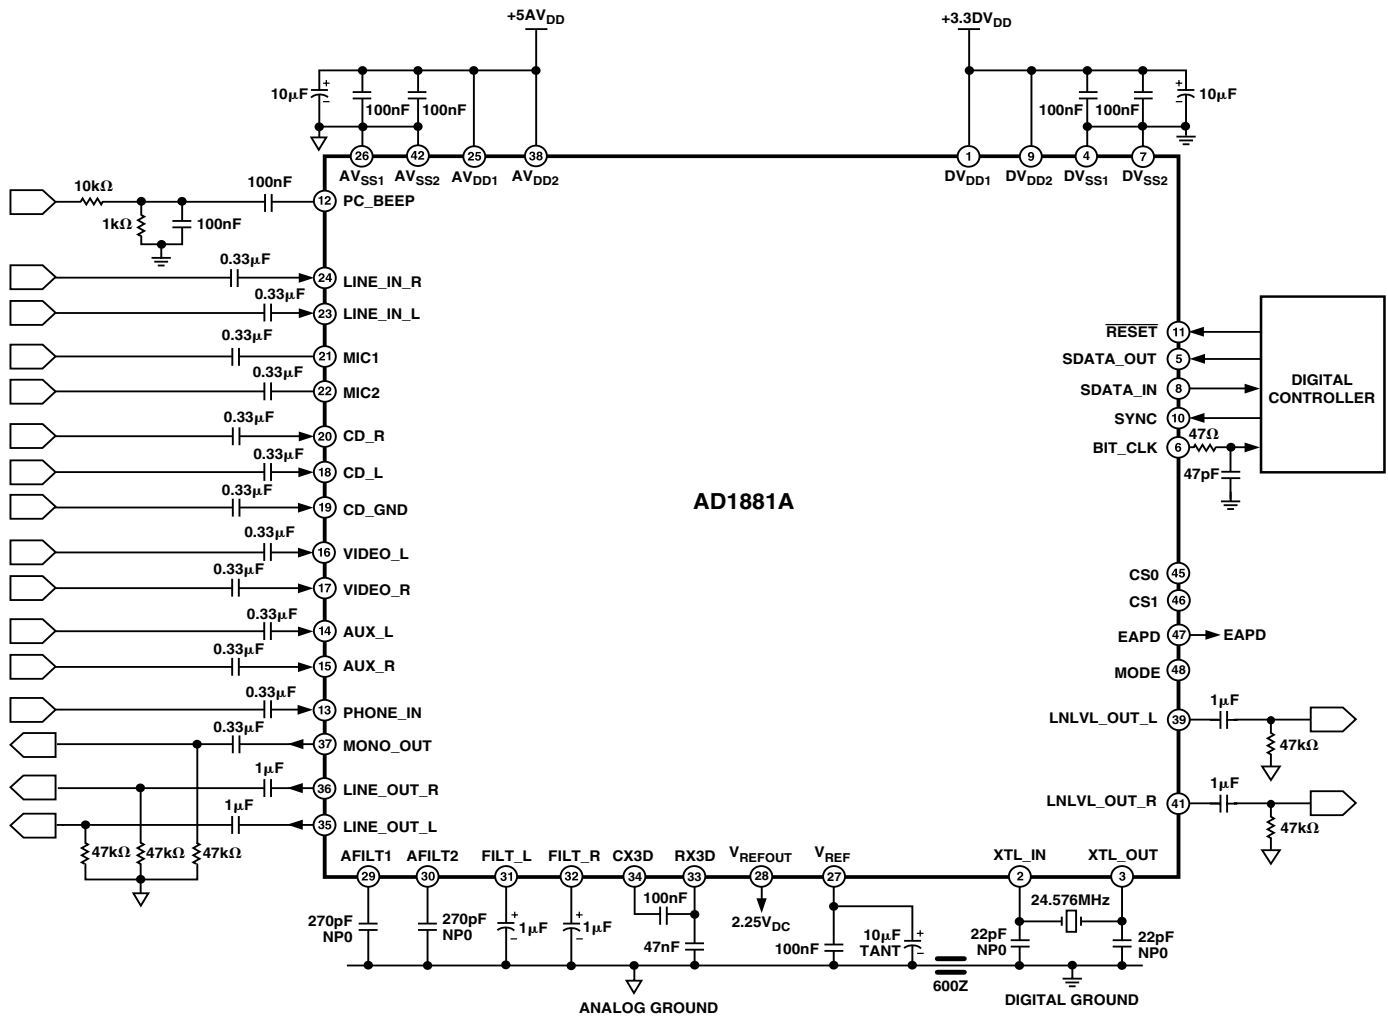 +5AVDD
+3.3DVDD
10μF
100nF
100nF
100nF
100nF
10μF
26
42
25
38
1
9
4
7
AVSS1
AVSS2
AVDD1
AVDD2
DVDD1
DVDD2
DVSS1
DVSS2
10kΩ
100nF
12
PC_BEEP
1kΩ
100nF
0.33μF
24
LINE_IN_R
0.33μF
23
LINE_IN_L
0.33μF
21
MIC1
0.33μF
22
MIC2
0.33μF
20
CD_R
0.33μF
18
CD_L
0.33μF
19
CD_GND
0.33μF
16
VIDEO_L
0.33μF
17
VIDEO_R
0.33μF
14
AUX_L
0.33μF
15
AUX_R
0.33μF
13
PHONE_IN
0.33μF
37
MONO_OUT
1μF
36
LINE_OUT_R
1μF
35
LINE_OUT_L
47kΩ
47kΩ
47kΩ
AD1881A
RESET
11
SDATA_OUT
5
SDATA_IN
8
SYNC
10
BIT_CLK
6
47Ω
47pF
DIGITAL
CONTROLLER
CS0
45
CS1
46
EAPD
47
EAPD
MODE
48
LNLVL_OUT_L
39
1μF
47kΩ
LNLVL_OUT_R
41
1μF
47kΩ
AFILT1
AFILT2
FILT_L
FILT_R
CX3D
RX3D
VREFOUT
VREF
XTL_IN
XTL_OUT
29
30
31
32
34
33
28
27
2
3
270pF
NP0
270pF
NP0
1μF
1μF
100nF
47nF
2.25VDC
100nF
10μF
TANT
24.576MHz
22pF
NP0
22pF
NP0
600Z
ANALOG GROUND
DIGITAL GROUND